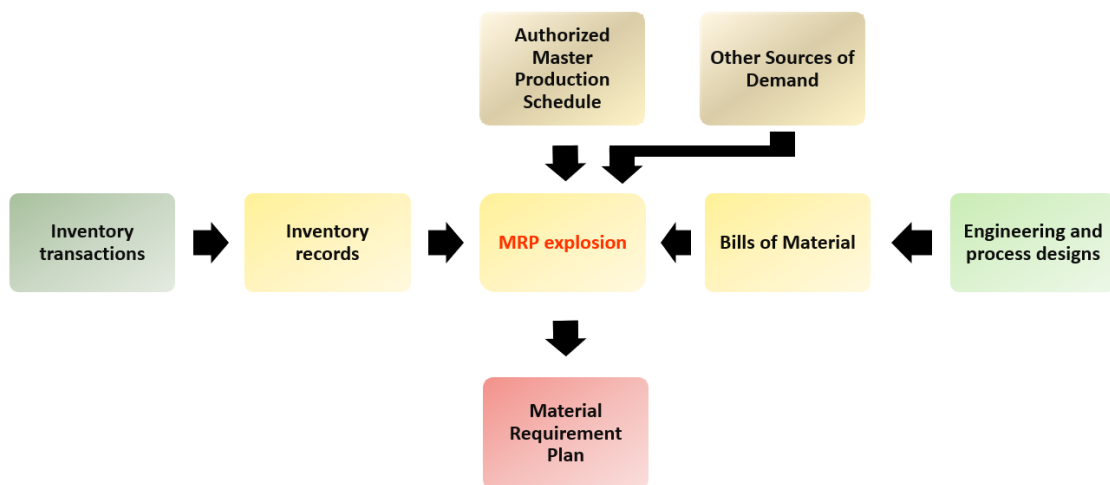 Authorized
Master
Production
Schedule
Other Sources of
Demand
Inventory
transactions
Inventory
records
MRP explosion
Bills of Material
Engineering and
process designs
Material
Requirement
Plan